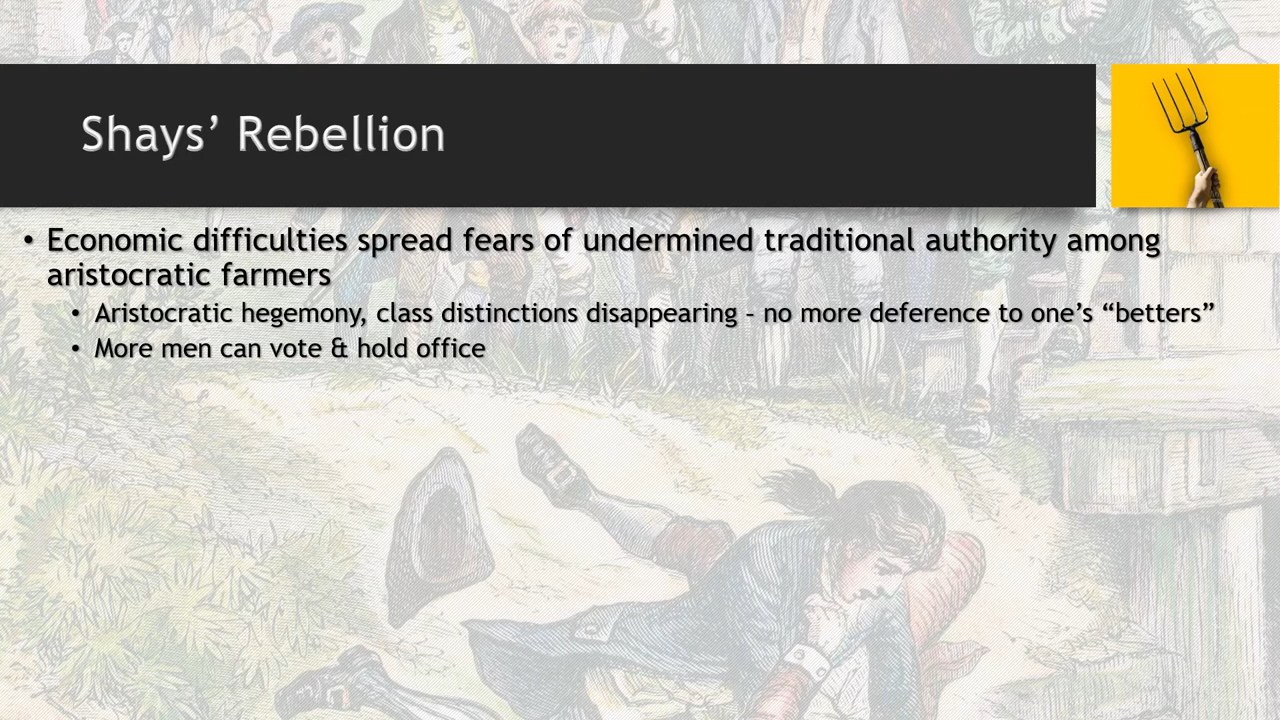 Shays’ Rebellion
• Economic difficulties spread fears of undermined traditional authority among
aristocratic farmers
• Aristocratic hegemony, class distinctions disappearing – no more deference to one’s “betters”
• More men can vote & hold office